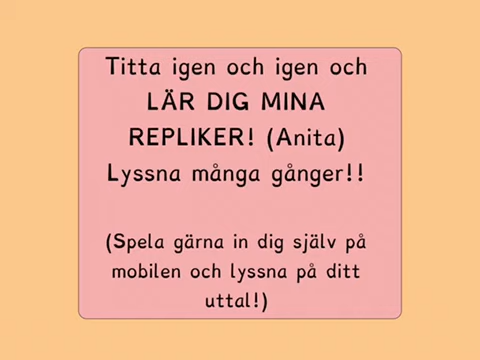 Titta igen och igen och
LÄR DIG MINA
REPLIKER! (Anita)
Lyssna många gånger!!
(Spela gärna in dig själv på
mobilen och lyssna på ditt
uttal!)